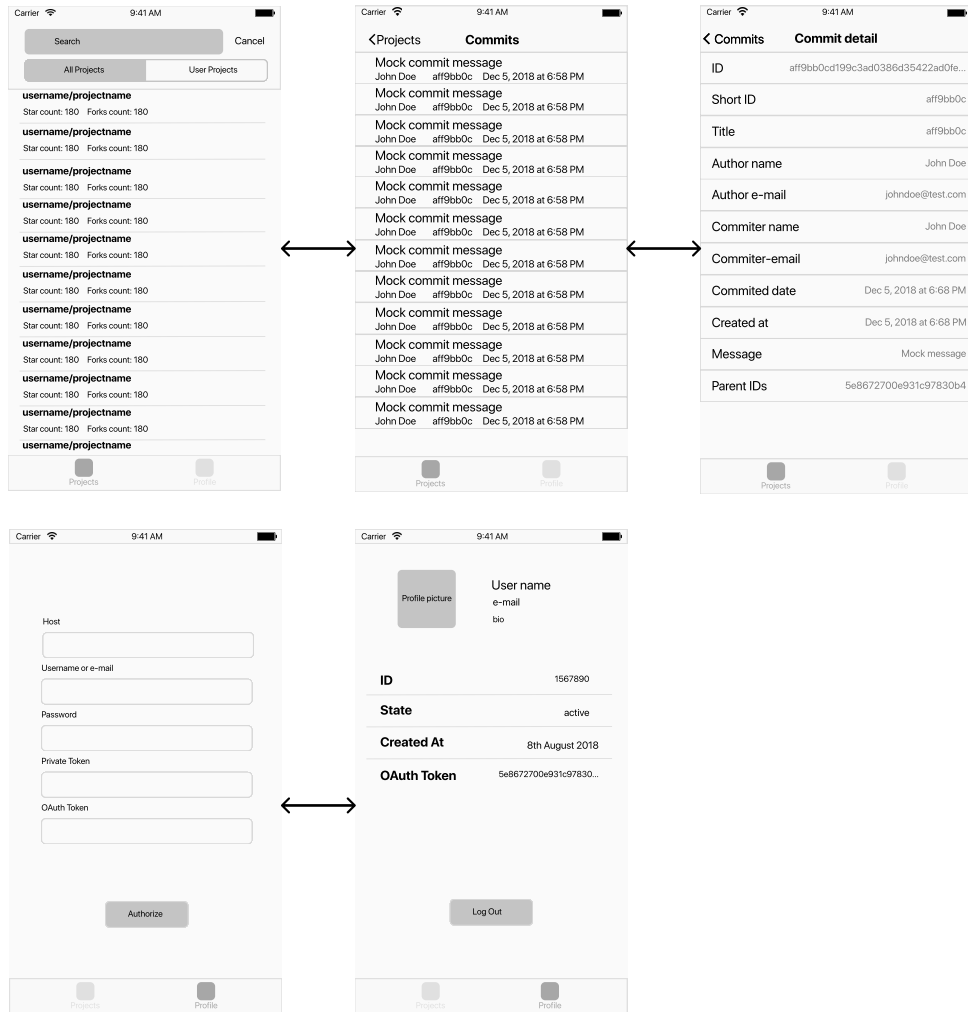 Carrier 9:41 AM
Search Cancel
All Projects User Projects
username/projectname
Star count: 180 Forks count: 180
username/projectname
Star count: 180 Forks count: 180
username/projectname
Star count: 180 Forks count: 180
username/projectname
Star count: 180 Forks count: 180
username/projectname
Star count: 180 Forks count: 180
username/projectname
Star count: 180 Forks count: 180
username/projectname
Star count: 180 Forks count: 180
username/projectname
Star count: 180 Forks count: 180
username/projectname
Star count: 180 Forks count: 180
username/projectname
Star count: 180 Forks count: 180
username/projectname
Projects Profile
Carrier 9:41 AM
Projects Commits
Mock commit message
John Doe aff9bb0c Dec 5, 2018 at 6:58 PM
Mock commit message
John Doe aff9bb0c Dec 5, 2018 at 6:58 PM
Mock commit message
John Doe aff9bb0c Dec 5, 2018 at 6:58 PM
Mock commit message
John Doe aff9bb0c Dec 5, 2018 at 6:58 PM
Mock commit message
John Doe aff9bb0c Dec 5, 2018 at 6:58 PM
Mock commit message
John Doe aff9bb0c Dec 5, 2018 at 6:58 PM
Mock commit message
John Doe aff9bb0c Dec 5, 2018 at 6:58 PM
Mock commit message
John Doe aff9bb0c Dec 5, 2018 at 6:58 PM
Mock commit message
John Doe aff9bb0c Dec 5, 2018 at 6:58 PM
Mock commit message
John Doe aff9bb0c Dec 5, 2018 at 6:58 PM
Mock commit message
John Doe aff9bb0c Dec 5, 2018 at 6:58 PM
Mock commit message
John Doe aff9bb0c Dec 5, 2018 at 6:58 PM
Projects Profile
Carrier 9:41 AM
Commits Commit detail
ID aff9bb0cd199c3ad0386d35422ad0fe...
Short ID aff9bb0c
Title aff9bb0c
Author name John Doe
Author e-mail johndoe@test.com
Commiter name John Doe
Commiter-email johndoe@test.com
Commited date Dec 5, 2018 at 6:68 PM
Created at Dec 5, 2018 at 6:68 PM
Message Mock message
Parent IDs 5e8672700e931c97830b4
Projects Profile
Carrier 9:41 AM
Host
Username or e-mail
Password
Private Token
OAuth Token
Authorize
Projects Profile
Carrier 9:41 AM
Profile picture
User name
e-mail
bio
ID 1567890
State active
Created At 8th August 2018
OAuth Token 5e8672700e931c97830...
Log Out
Projects Profile